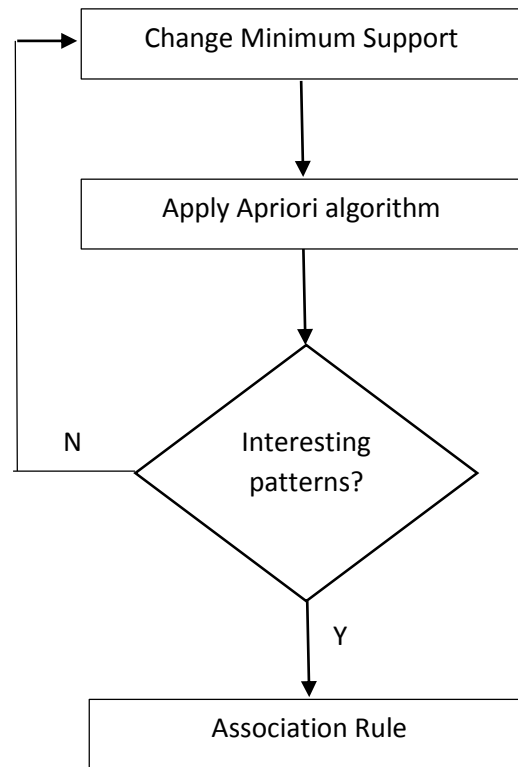 Change Minimum Support
Apply Apriori algorithm
Interesting
patterns?
N
Y
Association Rule